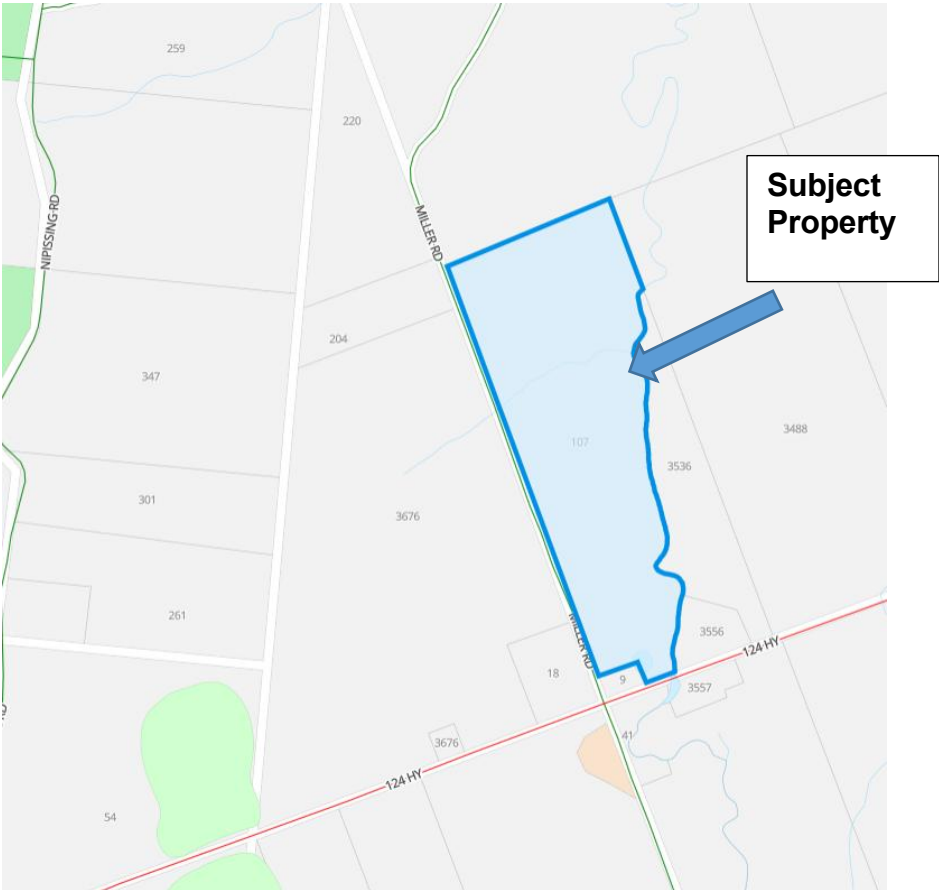 259
220
Subject
Property
NIPISSING RD
MILLER RD
204
347
107
3488
3536
301
3676
261
MILLER RD
3556
124 HY
18
9
3557
3676
41
124 HY
54